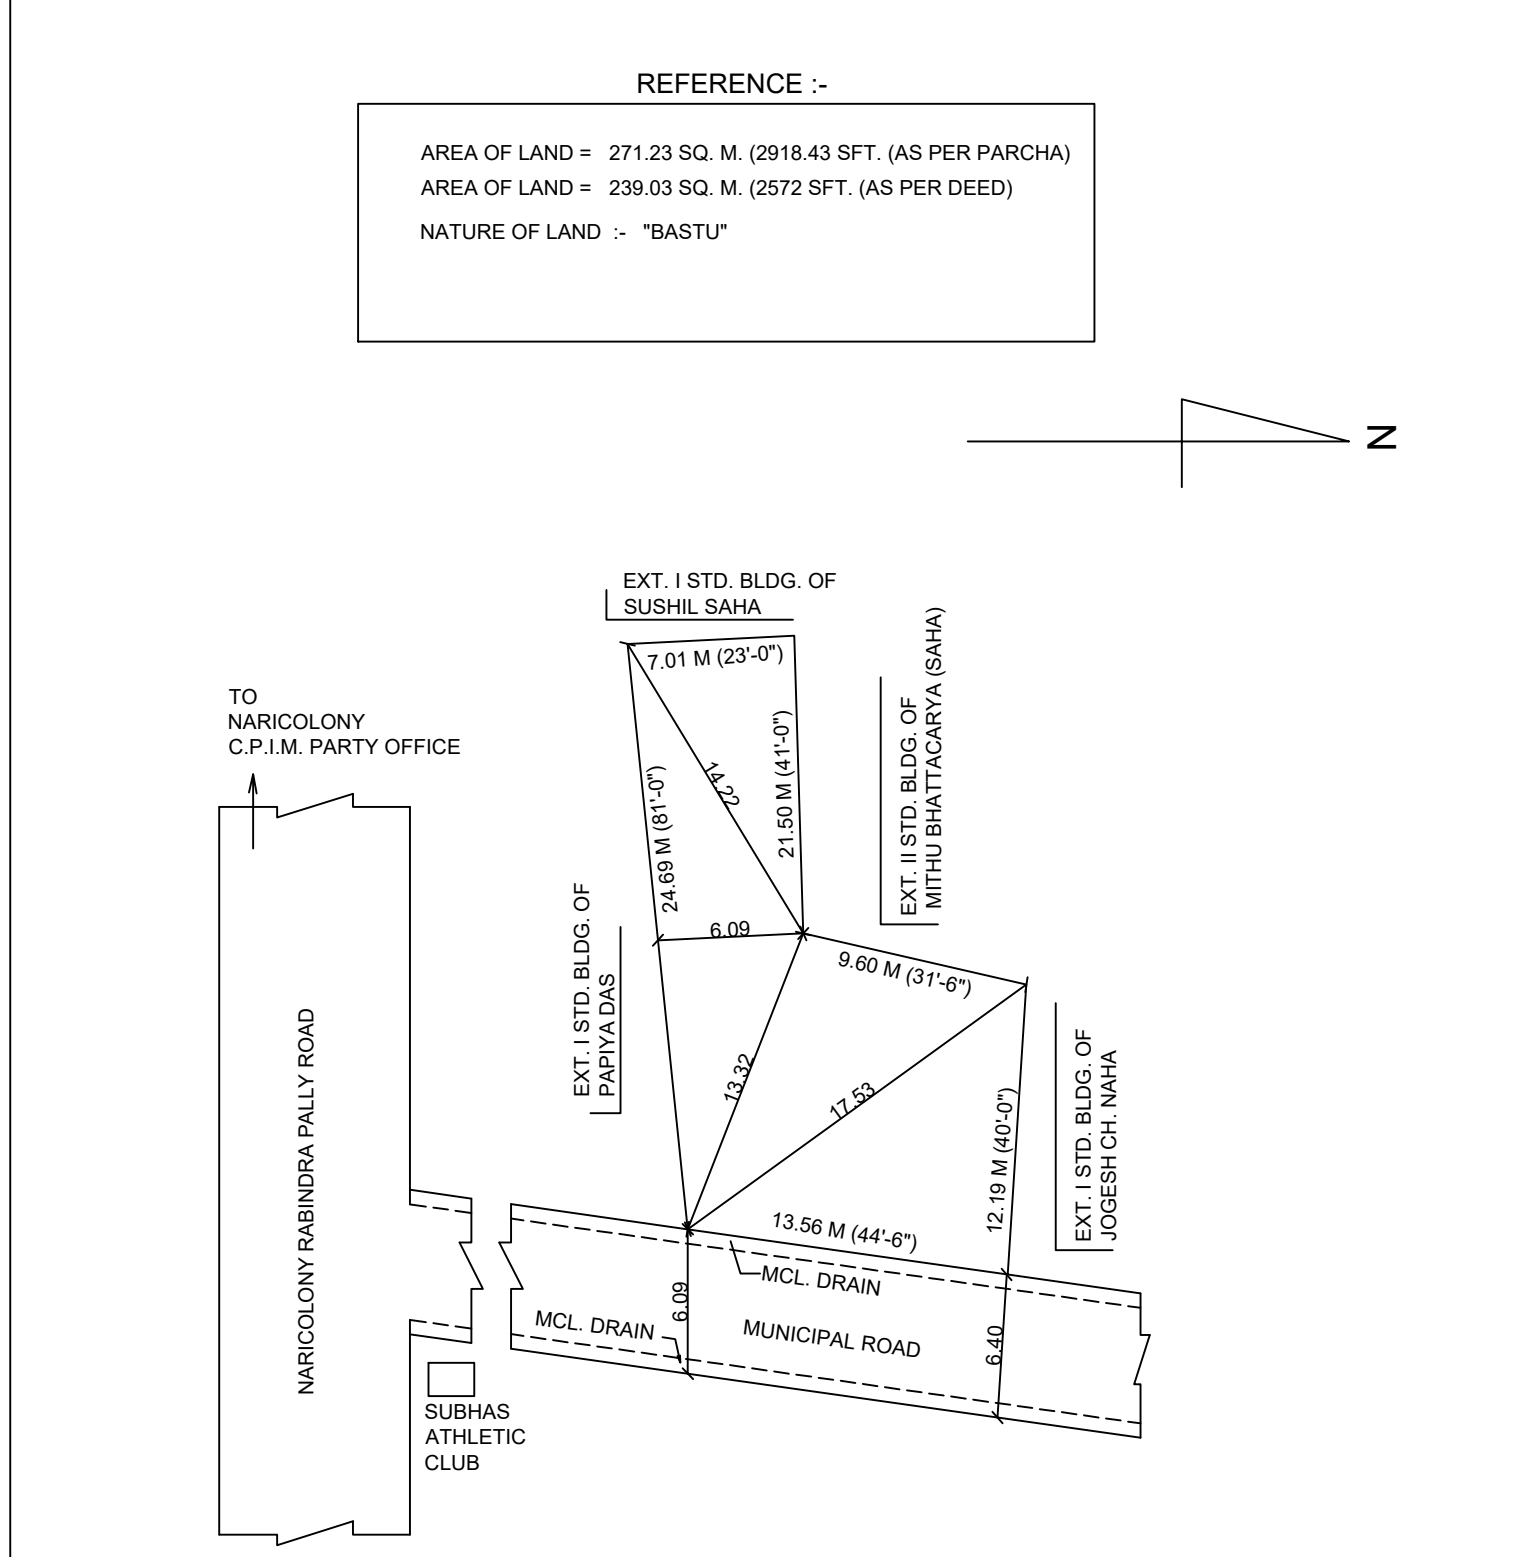 REFERENCE :-
AREA OF LAND = 271.23 SQ. M. (2918.43 SFT. (AS PER PARCHA)
AREA OF LAND = 239.03 SQ. M. (2572 SFT. (AS PER DEED)
NATURE OF LAND :- "BASTU"
N
EXT. I STD. BLDG. OF
SUSHIL SAHA
7.01 M (23'-0")
EXT. II STD. BLDG. OF
MITHU BHATTACARYA (SAHA)
TO
NARICOLONY
C.P.I.M. PARTY OFFICE
14.22
21.50 M (41'-0")
24.69 M (81'-0")
6.09
9.60 M (31'-6")
EXT. I STD. BLDG. OF
PAPIYA DAS
NARICOLONY RABINDRA PALLY ROAD
13.32
17.53
12.19 M (40'-0")
EXT. I STD. BLDG. OF
JOGESH CH. NAHA
13.56 M (44'-6")
MCL. DRAIN
6.09
MCL. DRAIN
MUNICIPAL ROAD
6.40
SUBHAS
ATHLETIC
CLUB